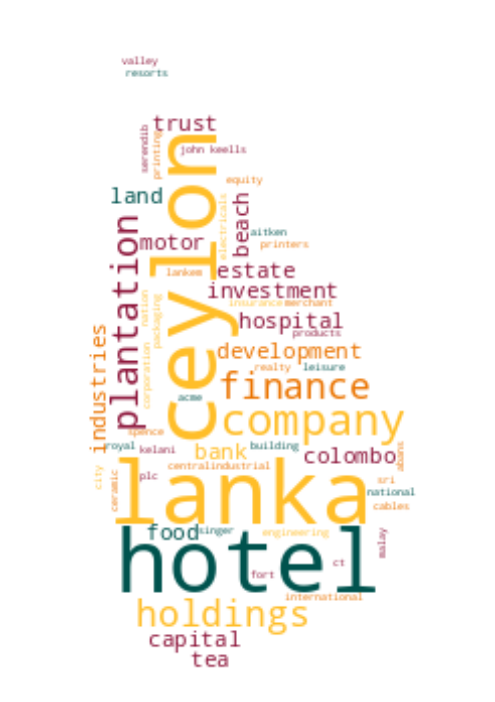 valley
resorts
trust
serendib
printing
john keells
equity
land
ceylon
electricals
beach
aitken
motor
printers
plantation
lankem
estate
investment
nation
packaging
insurance
merchant
hospital
products
industries
corporation
development
realty
leisure
finance
acme
company
spence
royal
kelani
bank
building
colombo
abans
central
industrial
city
ceramic
plc
lanka
sri
national
cables
food
singer
engineering
malay
hotel
ct
fort
international
holdings
capital
tea